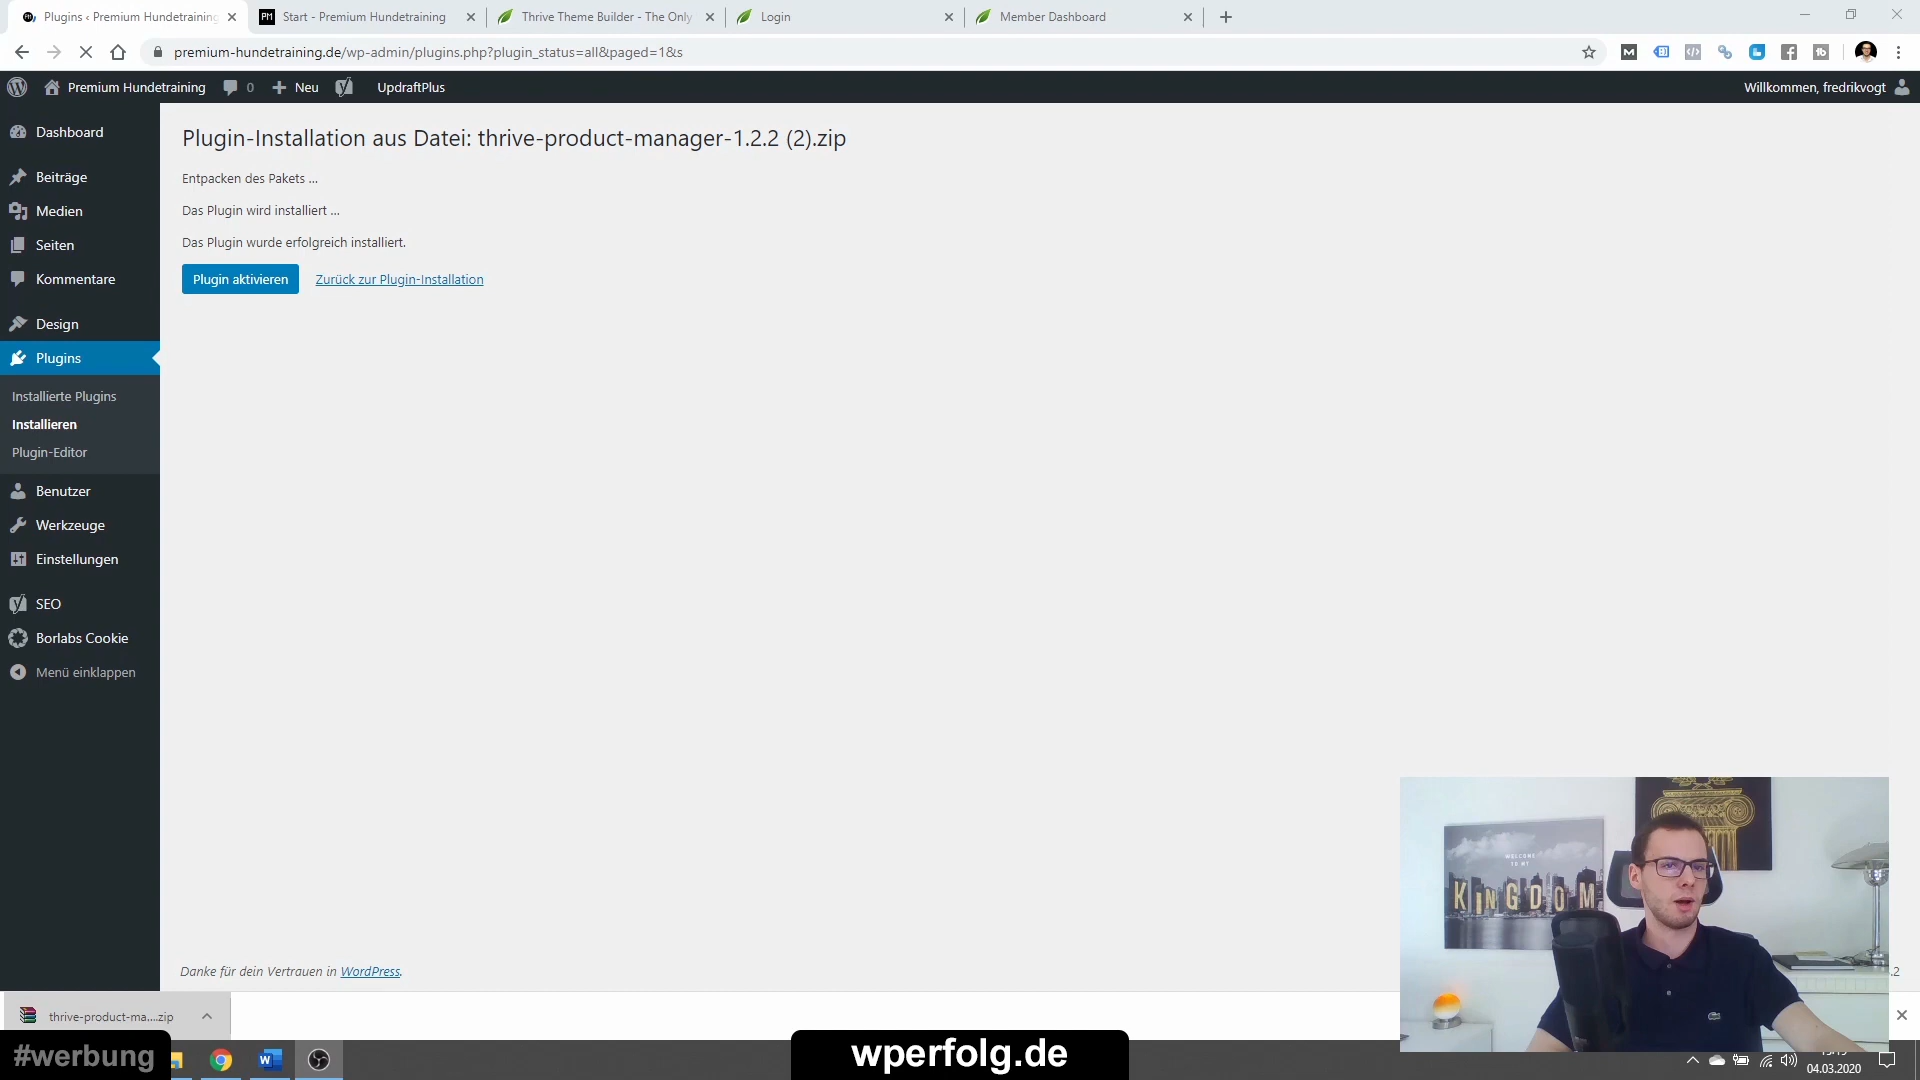 Plugins ‹ Premium Hundetraining
Start - Premium Hundetraining
Thrive Theme Builder - The Only
Login
Member Dashboard
premium-hundetraining.de/wp-admin/plugins.php?plugin_status=all&paged=1&s
Premium Hundetraining
0
Neu
UpdraftPlus
Willkommen, fredrikvogt
Dashboard
Beiträge
Medien
Seiten
Kommentare
Design
Plugins
Installierte Plugins
Installieren
Plugin-Editor
Benutzer
Werkzeuge
Einstellungen
SEO
Borlabs Cookie
Menü einklappen
Plugin-Installation aus Datei: thrive-product-manager-1.2.2 (2).zip
Entpacken des Pakets …
Das Plugin wird installiert …
Das Plugin wurde erfolgreich installiert.
Plugin aktivieren
Zurück zur Plugin-Installation
WELCOME
TO MY
KINGDOM
Danke für dein Vertrauen in WordPress.
.2
thrive-product-ma....zip
#werbung
wperfolg.de
04.03.2020